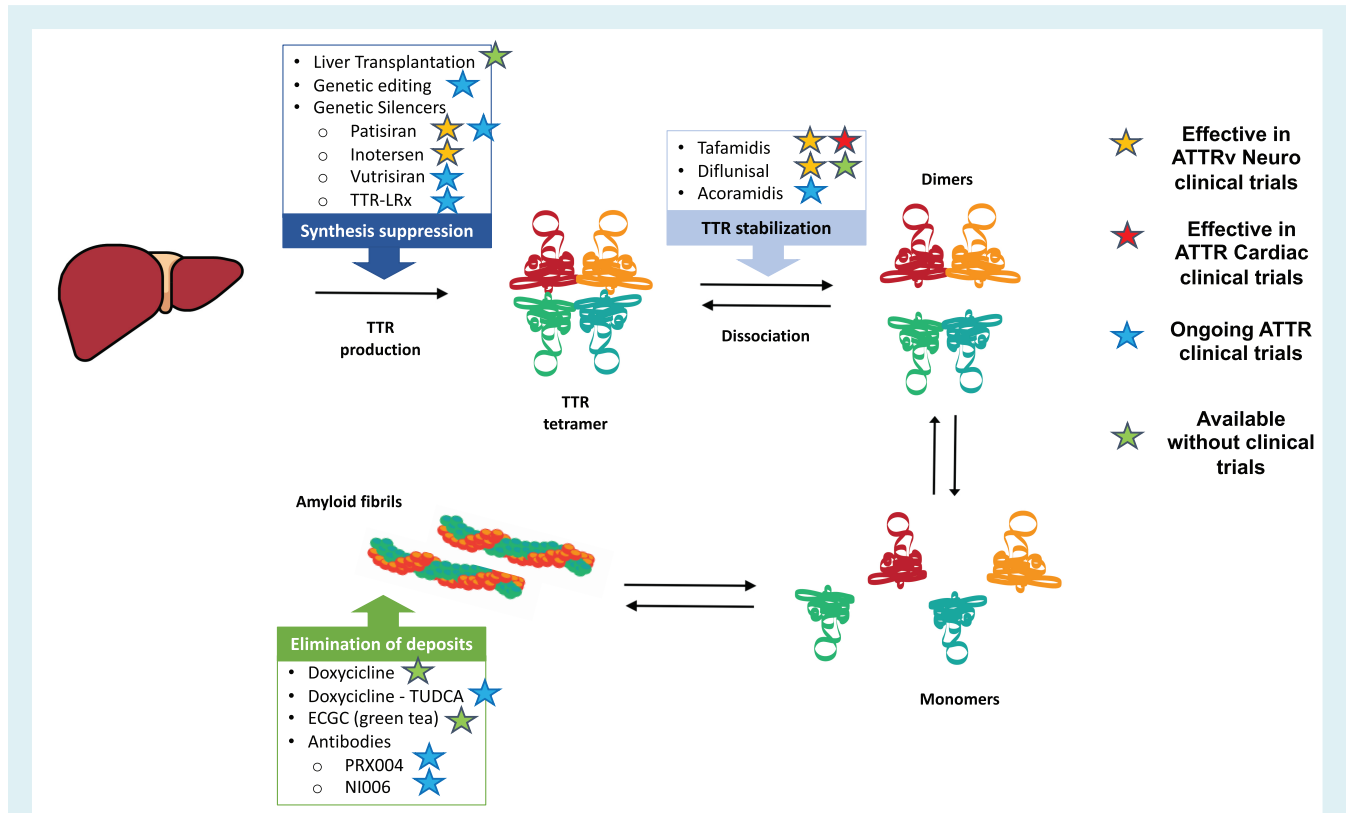 • Liver Transplantation
• Genetic editing
• Genetic Silencers
o Patisiran
o Inotersen
o Vutrisiran
o TTR-LRx
Synthesis suppression
TTR
production
TTR
tetramer
• Tafamidis
• Diflunisal
• Acoramidis
TTR stabilization
Dissociation
Dimers
Monomers
Amyloid fibrils
Elimination of deposits
• Doxycicline
• Doxycicline - TUDCA
• ECGC (green tea)
• Antibodies
o PRX004
o NI006
Effective in
ATTRv Neuro
clinical trials
Effective in
ATTR Cardiac
clinical trials
Ongoing ATTR
clinical trials
Available
without clinical
trials